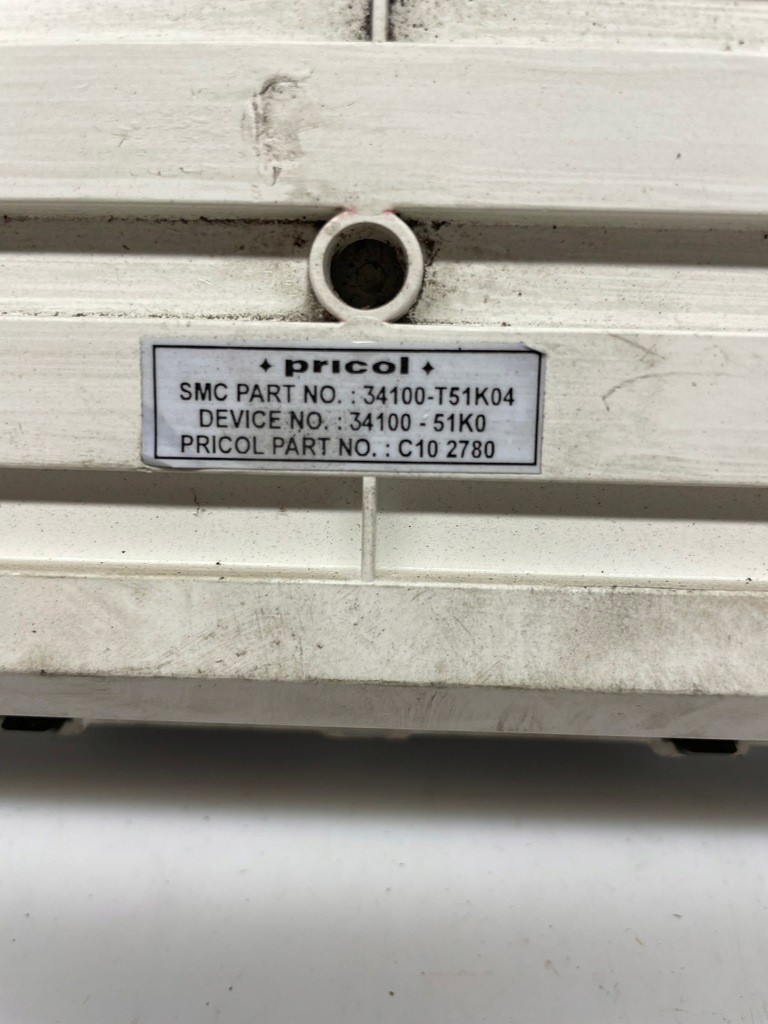 pricol
SMC PART NO. : 34100-T51K04
DEVICE NO. : 34100 - 51K0
PRICOL PART NO. : C10 2780